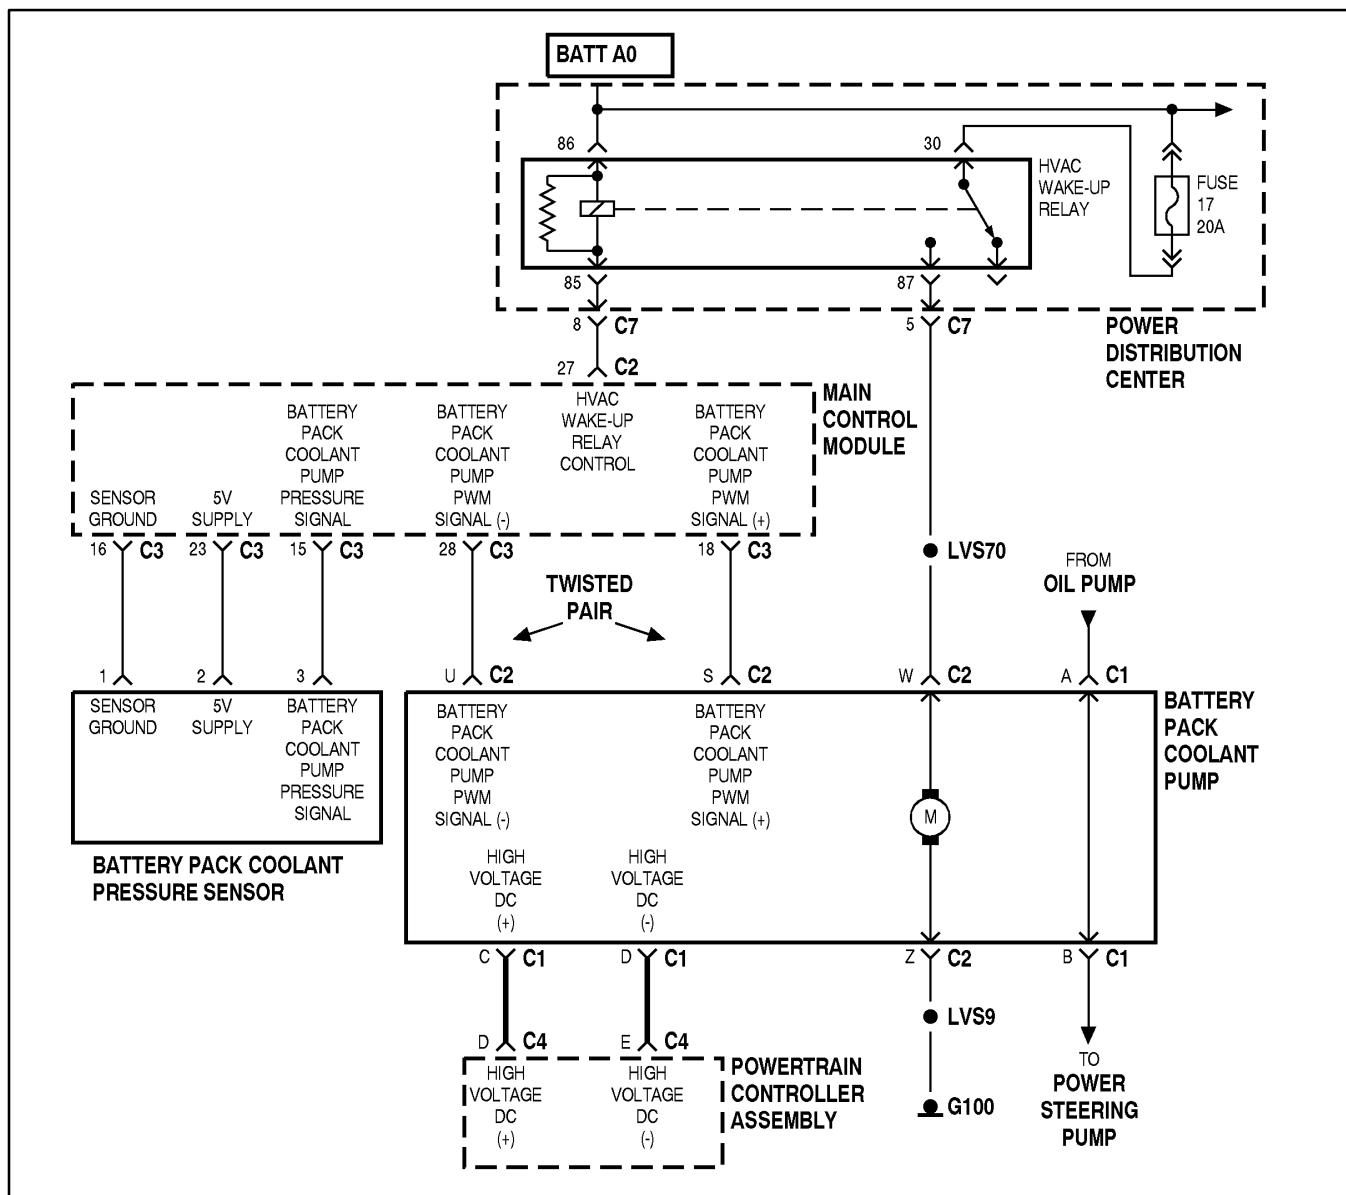 BATT A0
86
30
HVAC
WAKE-UP
RELAY
FUSE
17
20A
85
87
8 C7
5 C7
POWER
DISTRIBUTION
CENTER
27 C2
MAIN
CONTROL
MODULE
SENSOR
GROUND
5V
SUPPLY
BATTERY
PACK
COOLANT
PUMP
PRESSURE
SIGNAL
BATTERY
PACK
COOLANT
PUMP
PWM
SIGNAL (-)
HVAC
WAKE-UP
RELAY
CONTROL
BATTERY
PACK
COOLANT
PUMP
PWM
SIGNAL (+)
16 C3
23 C3
15 C3
28 C3
18 C3
LVS70
TWISTED
PAIR
FROM
OIL PUMP
1
2
3
U C2
S C2
W C2
A C1
SENSOR
GROUND
5V
SUPPLY
BATTERY
PACK
COOLANT
PUMP
PRESSURE
SIGNAL
BATTERY PACK COOLANT
PRESSURE SENSOR
BATTERY
PACK
COOLANT
PUMP
PWM
SIGNAL (-)
BATTERY
PACK
COOLANT
PUMP
PWM
SIGNAL (+)
M
BATTERY
PACK
COOLANT
PUMP
HIGH
VOLTAGE
DC
(+)
HIGH
VOLTAGE
DC
(-)
C C1
D C1
Z C2
B C1
LVS9
D C4
E C4
HIGH
VOLTAGE
DC
(+)
HIGH
VOLTAGE
DC
(-)
POWERTRAIN
CONTROLLER
ASSEMBLY
G100
TO
POWER
STEERING
PUMP